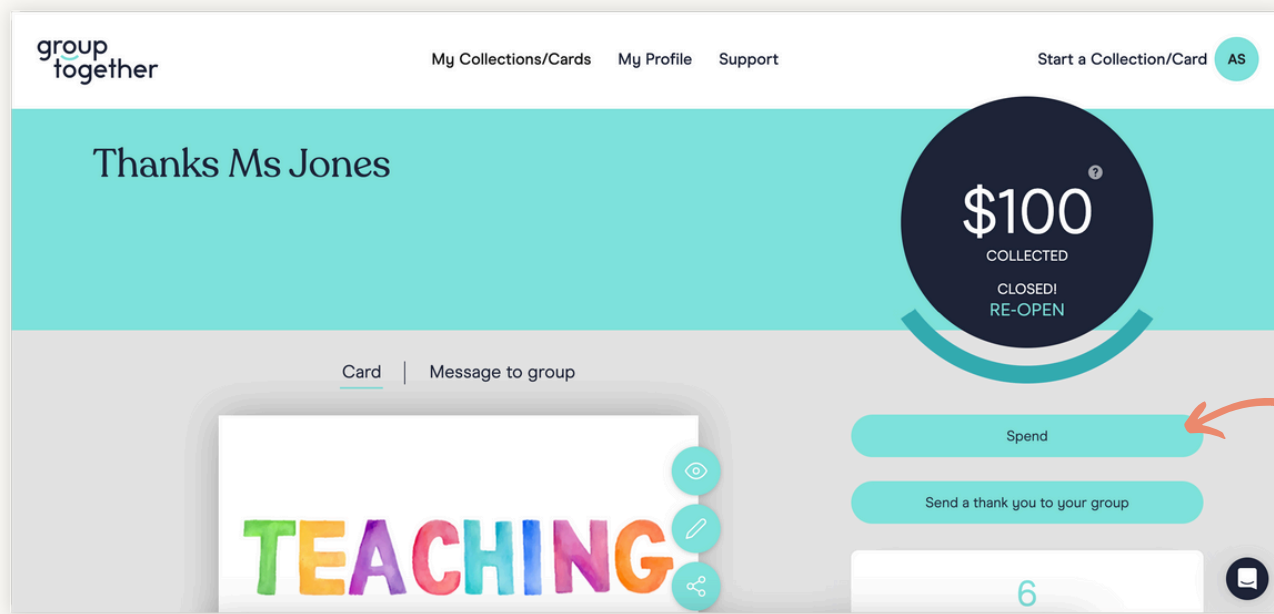 group
together
My Collections/Cards
My Profile
Support
Start a Collection/Card
AS
Thanks Ms Jones
?
$100
COLLECTED
CLOSED!
RE-OPEN
Card
Message to group
Spend
Send a thank you to your group
TEACHING
6